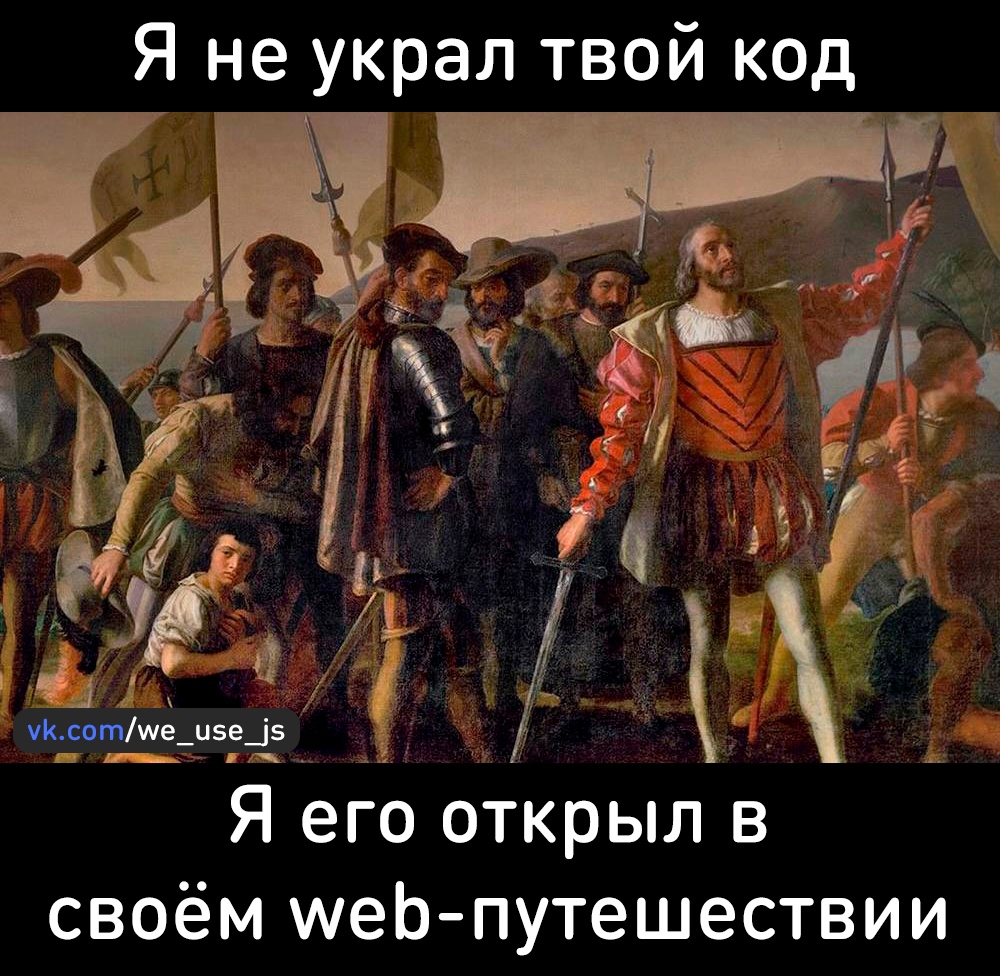 Я не украл твой код
vk.com/we_use_js
Я его открыл в
своём web-путешествии